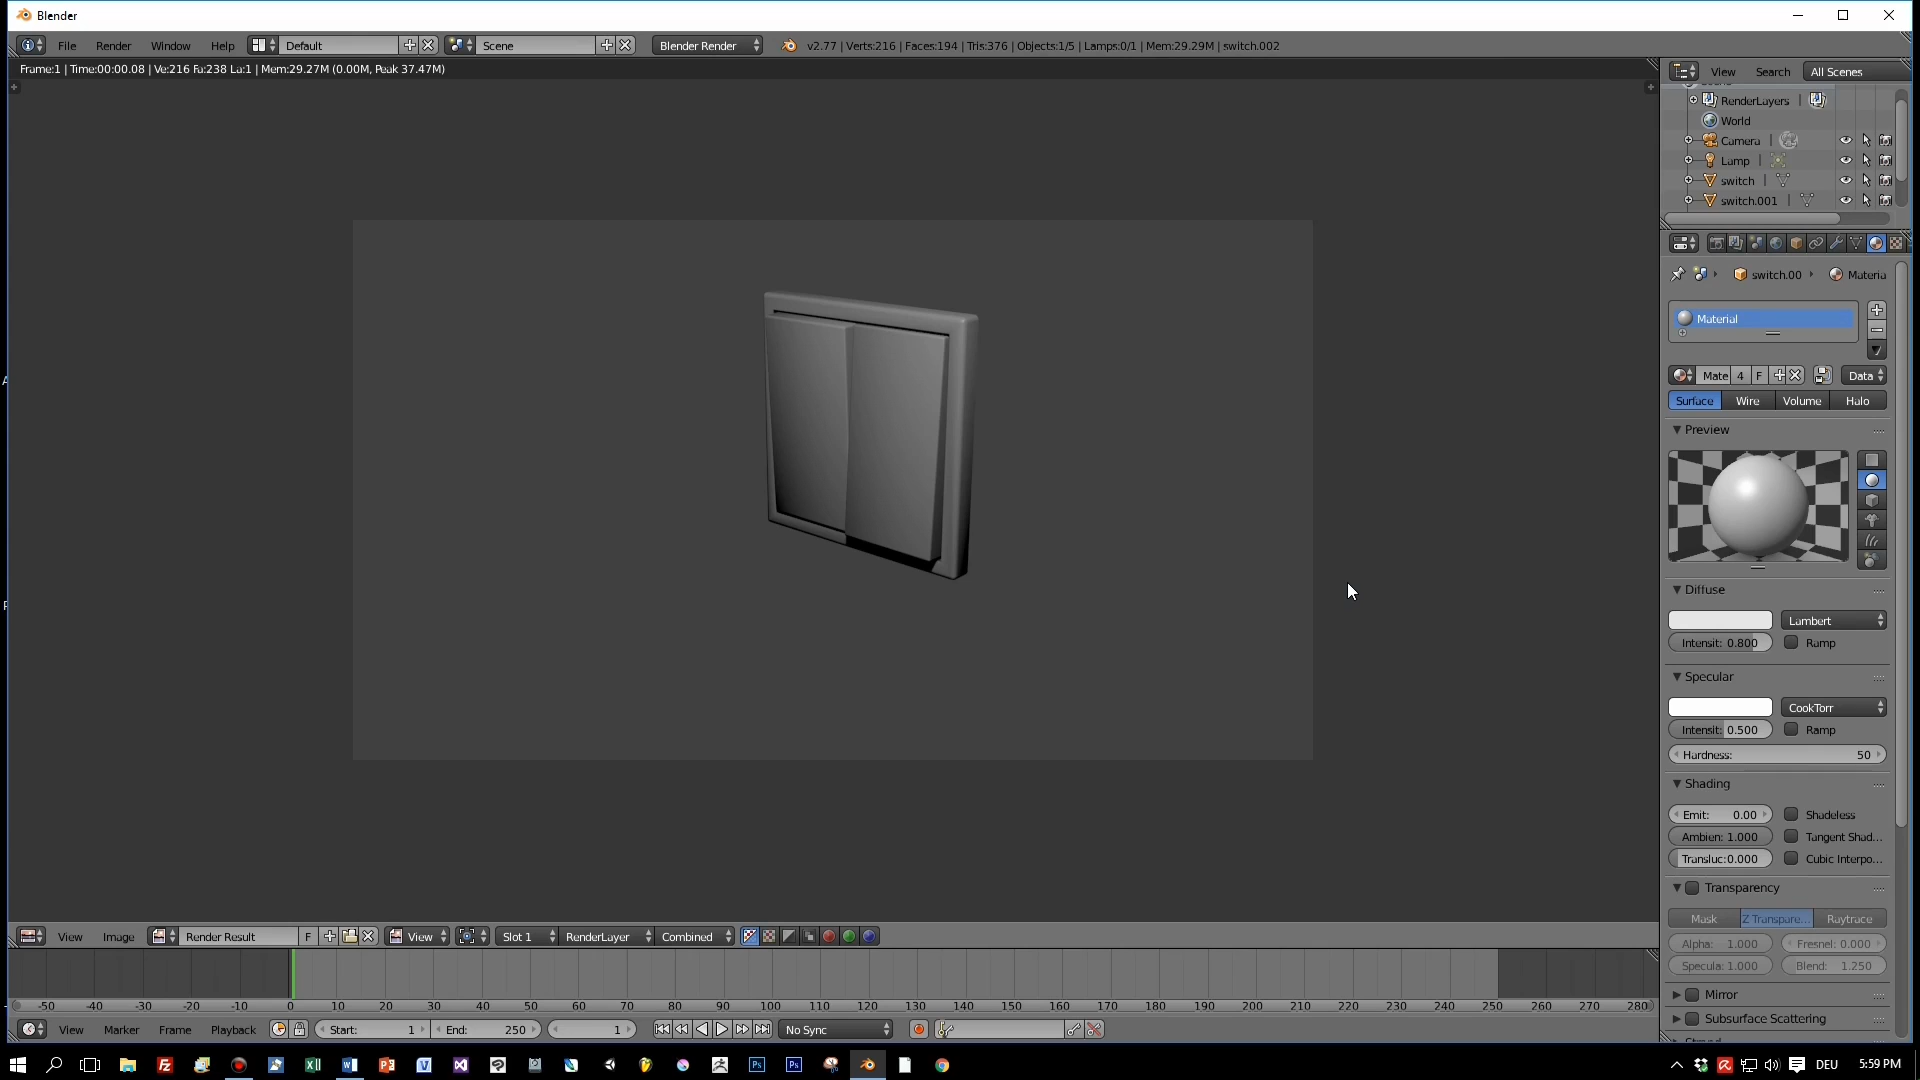 Blender
File Render Window Help Default Scene Blender Render v2.77 | Verts:216 | Faces:194 | Tris:376 | Objects:1/5 | Lamps:0/1 | Mem:29.29M | switch.002
Frame:1 | Time:00:00.08 | Ve:216 Fa:238 La:1 | Mem:29.27M (0.00M, Peak 37.47M)
View Search All Scenes
RenderLayers
World
Camera
Lamp
switch
switch.001
switch.00 Materia
Material
Mate 4 F Data
Surface Wire Volume Halo
Preview
Diffuse
Lambert
Intensit: 0.800 Ramp
Specular
CookTorr
Intensit: 0.500 Ramp
Hardness: 50
Shading
Emit: 0.00 Shadeless
Ambien: 1.000 Tangent Shad...
Transluc:0.000 Cubic Interpo...
Transparency
Mask Z Transpare... Raytrace
Alpha: 1.000 Fresnel: 0.000
Specula: 1.000 Blend: 1.250
Mirror
Subsurface Scattering
View Image Render Result F View Slot 1 RenderLayer Combined
-50 -40 -30 -20 -10 0 10 20 30 40 50 60 70 80 90 100 110 120 130 140 150 160 170 180 190 200 210 220 230 240 250 260 270 280
View Marker Frame Playback Start: 1 End: 250 1 No Sync
DEU 5:59 PM